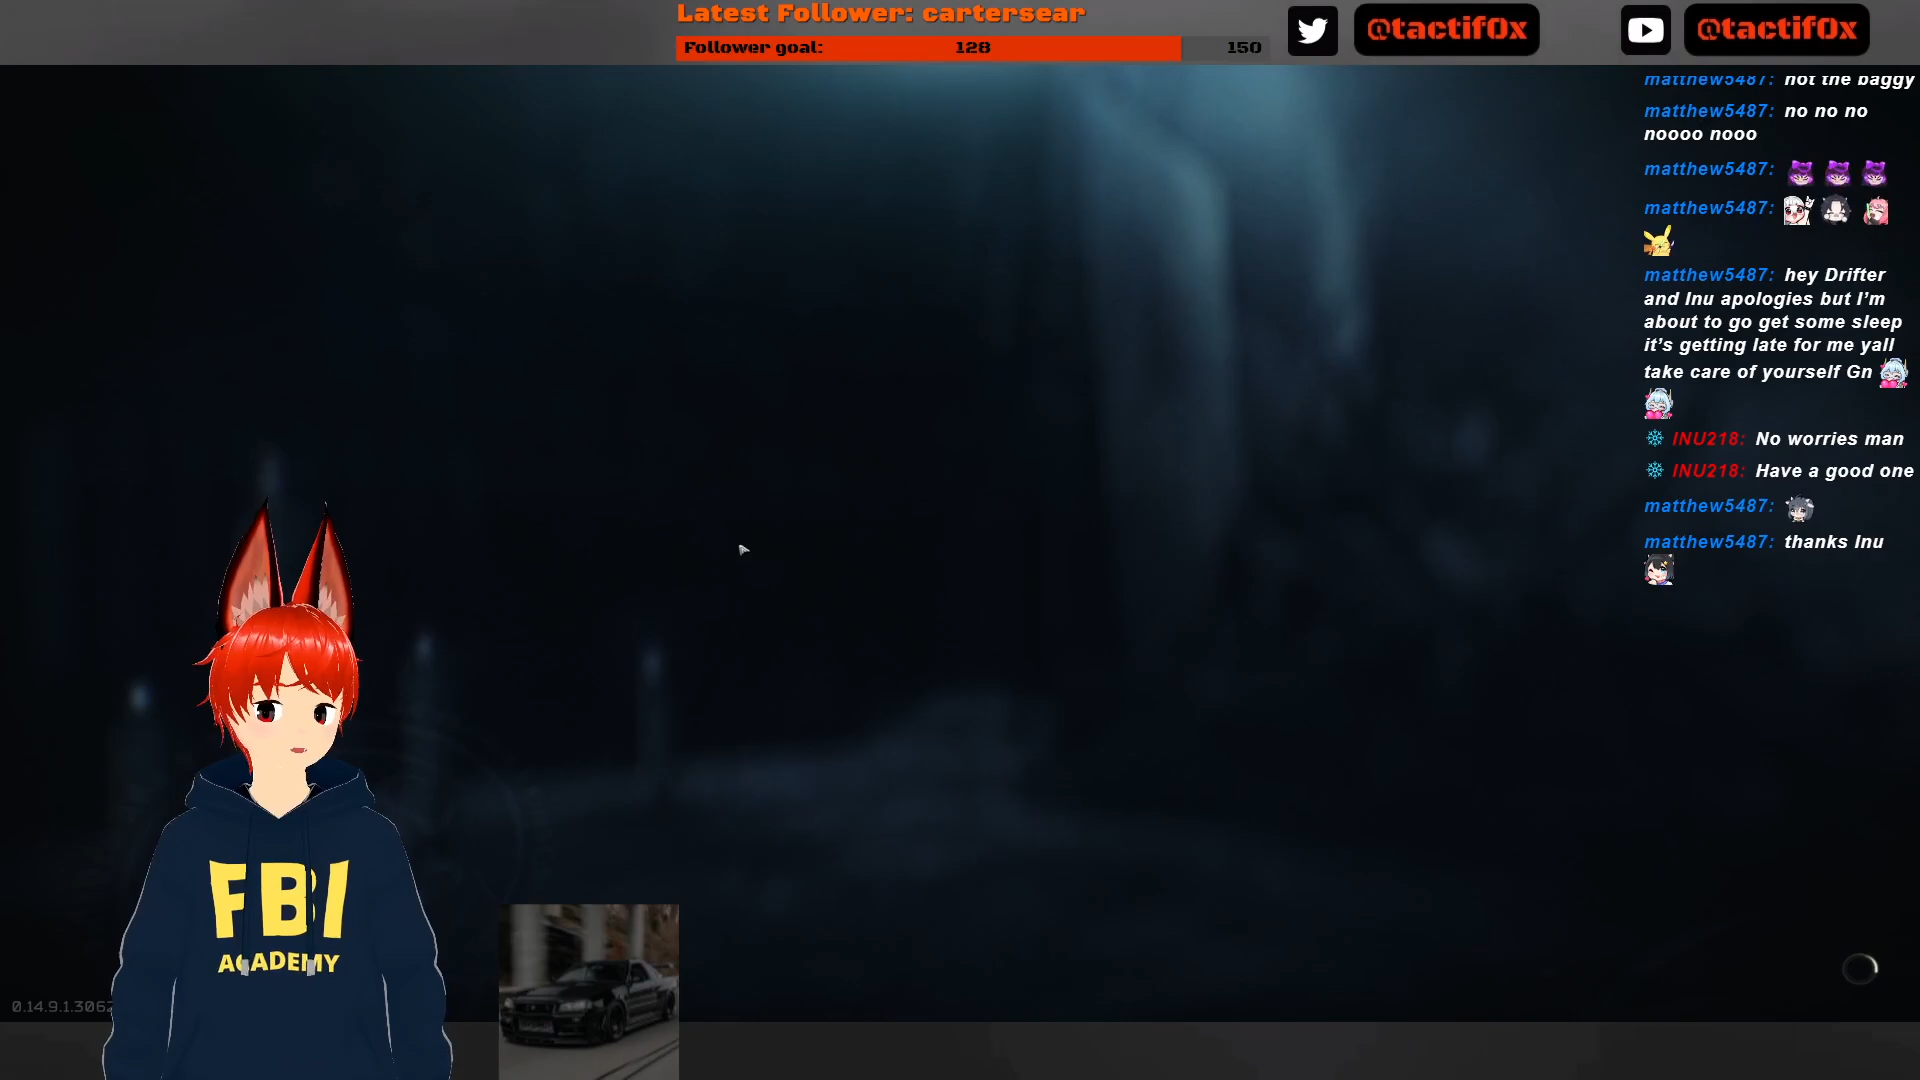 Latest Follower: cartersear
Follower goal: 128 150
@tactif0x
@tactif0x
matthew5487: not the baggy
matthew5487: no no no
noooo nooo
matthew5487:
matthew5487:
matthew5487: hey Drifter
and Inu apologies but I'm
about to go get some sleep
it's getting late for me yall
take care of yourself Gn
INU218: No worries man
INU218: Have a good one
matthew5487:
matthew5487: thanks Inu
FBI
ACADEMY
0.14.9.1.3062